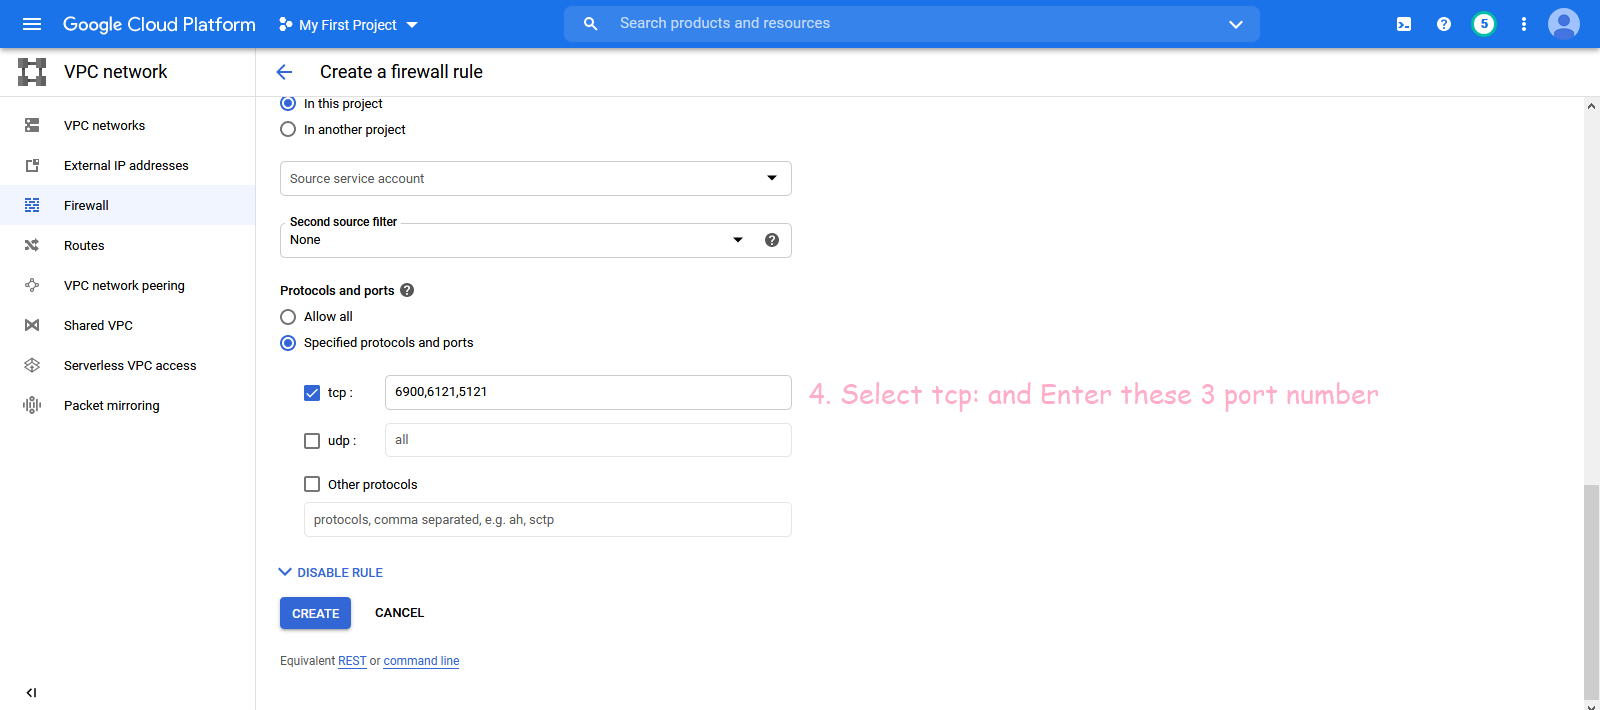 Google Cloud Platform
My First Project
Search products and resources
5
VPC network
Create a firewall rule
VPC networks
External IP addresses
Firewall
Routes
VPC network peering
Shared VPC
Serverless VPC access
Packet mirroring
In this project
In another project
Source service account
Second source filter
None
Protocols and ports
Allow all
Specified protocols and ports
tcp : 6900,6121,5121
4. Select tcp: and Enter these 3 port number
udp : all
Other protocols
protocols, comma separated, e.g. ah, sctp
DISABLE RULE
CREATE CANCEL
Equivalent REST or command line